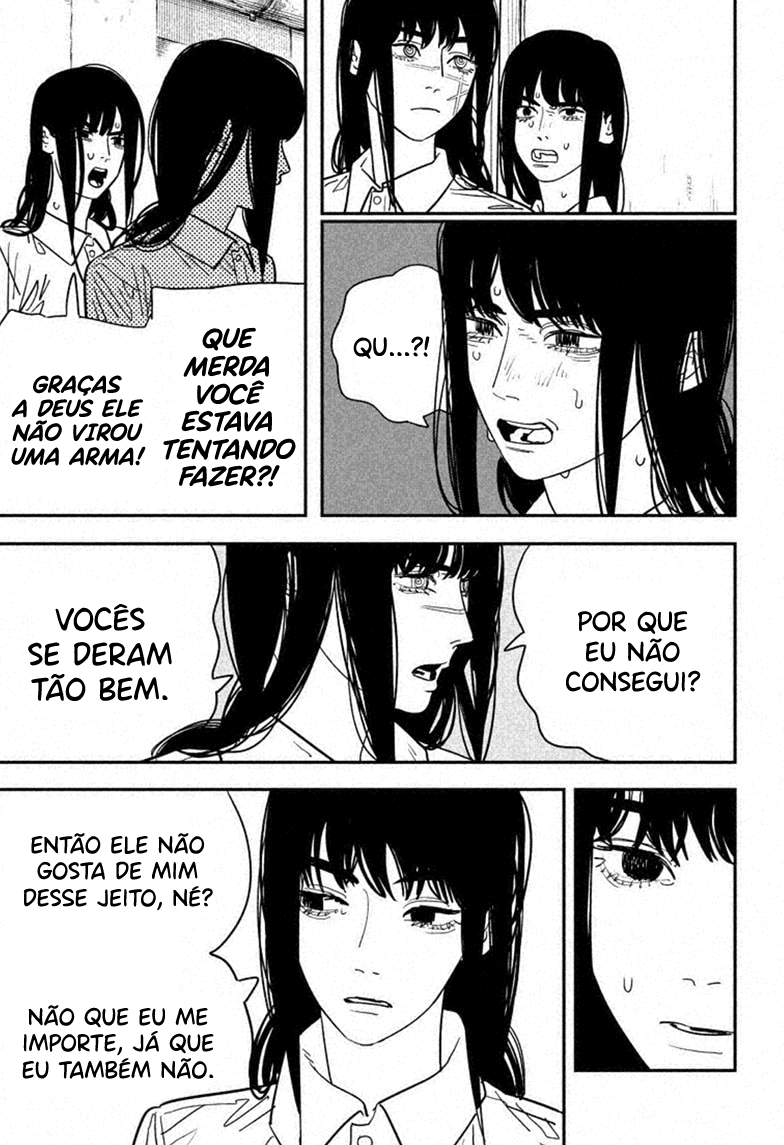 QU...?!
QUE
MERDA
VOCÊ
ESTAVA
TENTANDO
FAZER?!
GRAÇAS
A DEUS ELE
NÃO VIROU
UMA ARMA!
POR QUE
EU NÃO
CONSEGUI?
VOCÊS
SE DERAM
TÃO BEM.
ENTÃO ELE NÃO
GOSTA DE MIM
DESSE JEITO, NÉ?
NÃO QUE EU ME
IMPORTE, JÁ QUE
EU TAMBÉM NÃO.